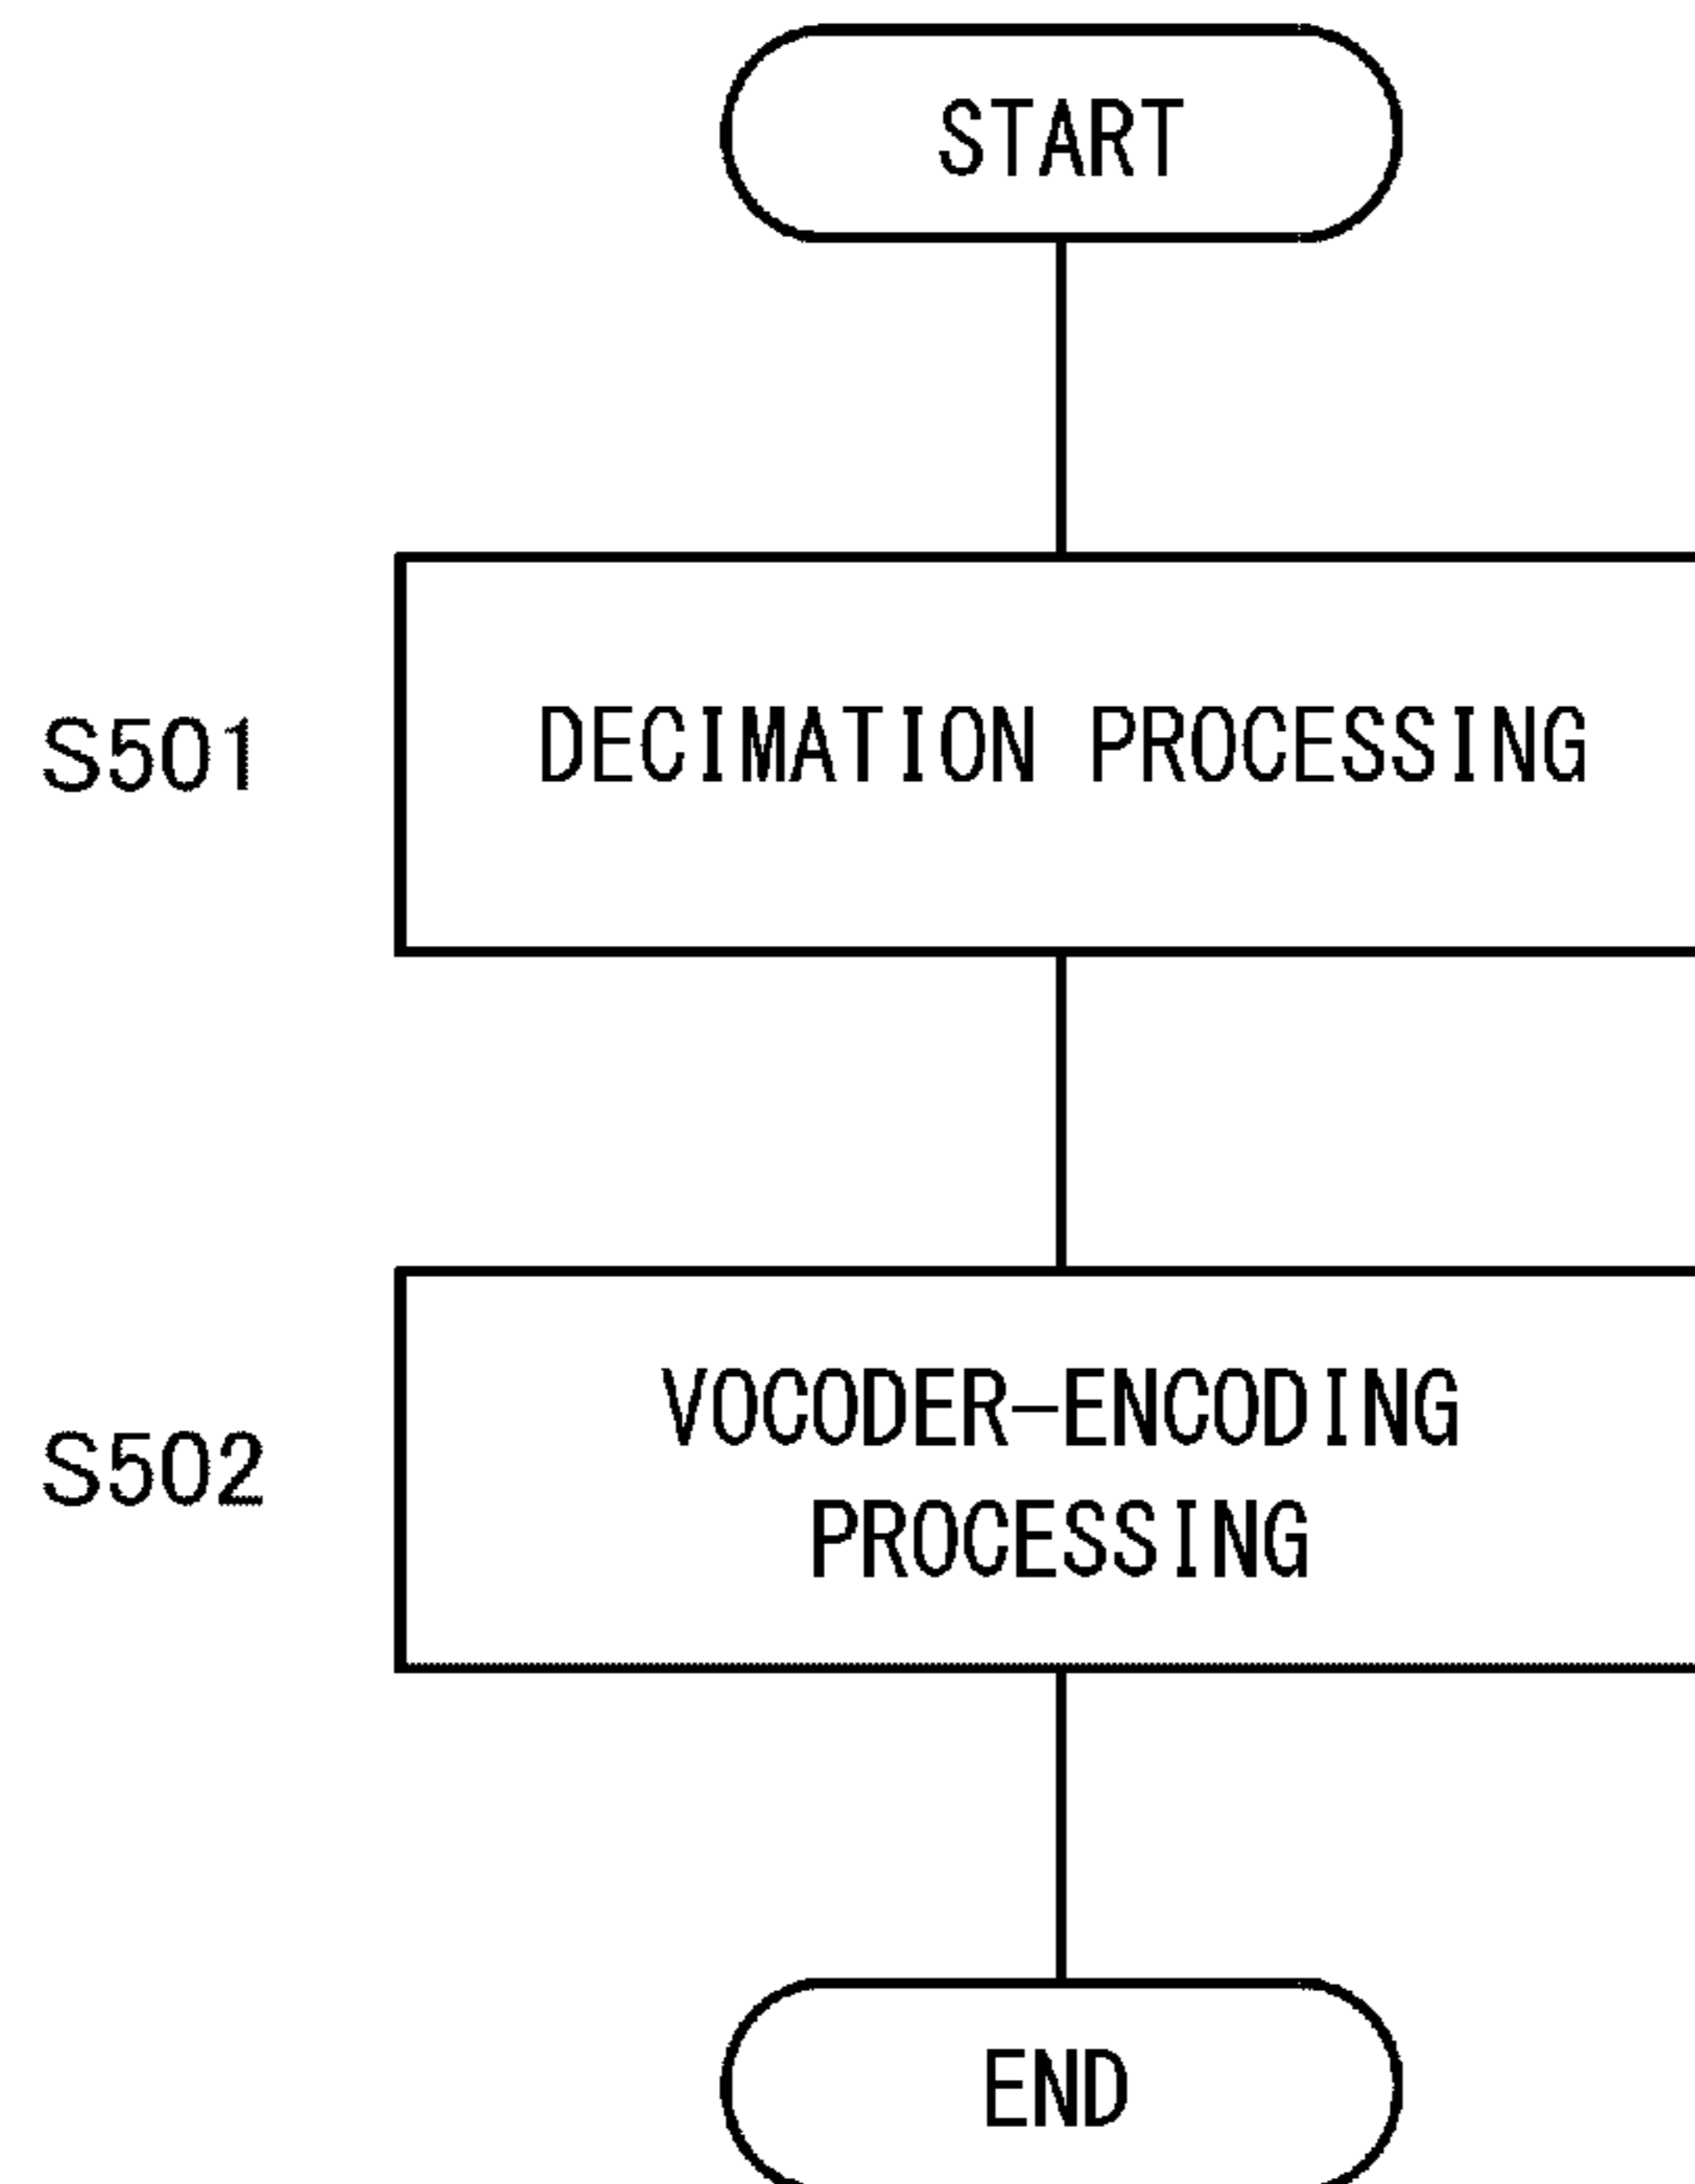 START
S501
DECIMATION PROCESSING
S502
VOCODER-ENCODING
PROCESSING
END